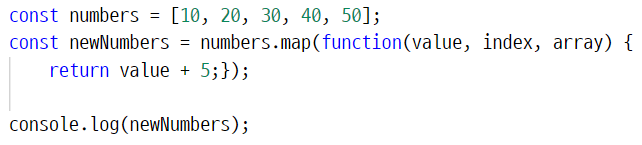 const numbers = [10, 20, 30, 40, 50];
const newNumbers = numbers.map(function(value, index, array) {
    return value + 5;});
console.log(newNumbers);